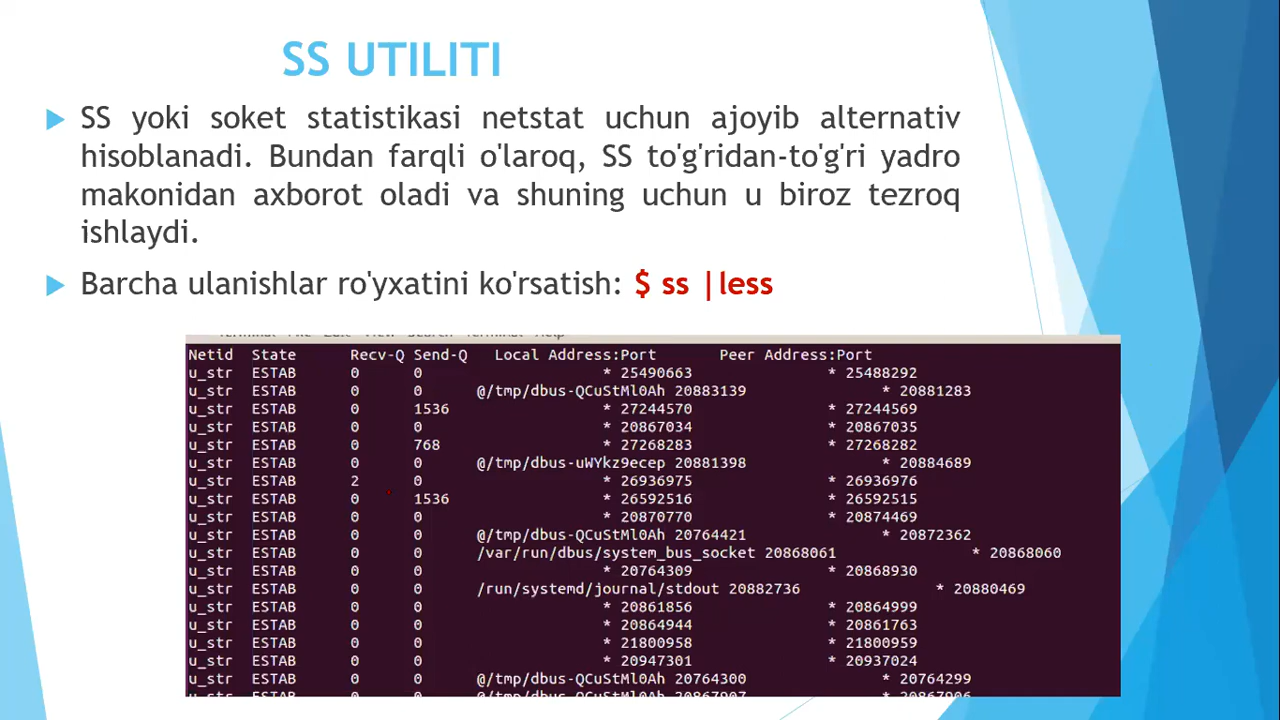 SS UTILITI
SS yoki soket statistikasi netstat uchun ajoyib alternativ
hisoblanadi. Bundan farqli o'laroq, SS to'g'ridan-to'g'ri yadro
makonidan axborot oladi va shuning uchun u biroz tezroq
ishlaydi.
Barcha ulanishlar ro'yxatini ko'rsatish: $ ss |less
Netid State Recv-Q Send-Q Local Address:Port Peer Address:Port
u_str ESTAB 0 0 * 25490663 * 25488292
u_str ESTAB 0 0 @/tmp/dbus-QCuStMl0Ah 20883139 * 20881283
u_str ESTAB 0 1536 * 27244570 * 27244569
u_str ESTAB 0 0 * 20867034 * 20867035
u_str ESTAB 0 768 * 27268283 * 27268282
u_str ESTAB 0 0 @/tmp/dbus-uWYkz9ecep 20881398 * 20884689
u_str ESTAB 2 0 * 26936975 * 26936976
u_str ESTAB 0 1536 * 26592516 * 26592515
u_str ESTAB 0 0 * 20870770 * 20874469
u_str ESTAB 0 0 @/tmp/dbus-QCuStMl0Ah 20764421 * 20872362
u_str ESTAB 0 0 /var/run/dbus/system_bus_socket 20868061 * 20868060
u_str ESTAB 0 0 * 20764309 * 20868930
u_str ESTAB 0 0 /run/systemd/journal/stdout 20882736 * 20880469
u_str ESTAB 0 0 * 20861856 * 20864999
u_str ESTAB 0 0 * 20864944 * 20861763
u_str ESTAB 0 0 * 21800958 * 21800959
u_str ESTAB 0 0 * 20947301 * 20937024
u_str ESTAB 0 0 @/tmp/dbus-QCuStMl0Ah 20764300 * 20764299